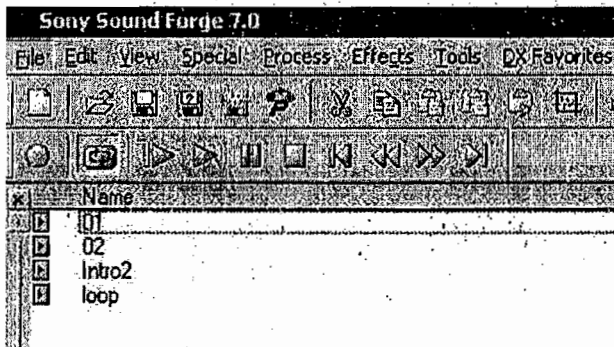 Sony Sound Forge 7.0
File Edit View Special Process Effects Tools DX Favorites
Name
01
02
Intro2
loop